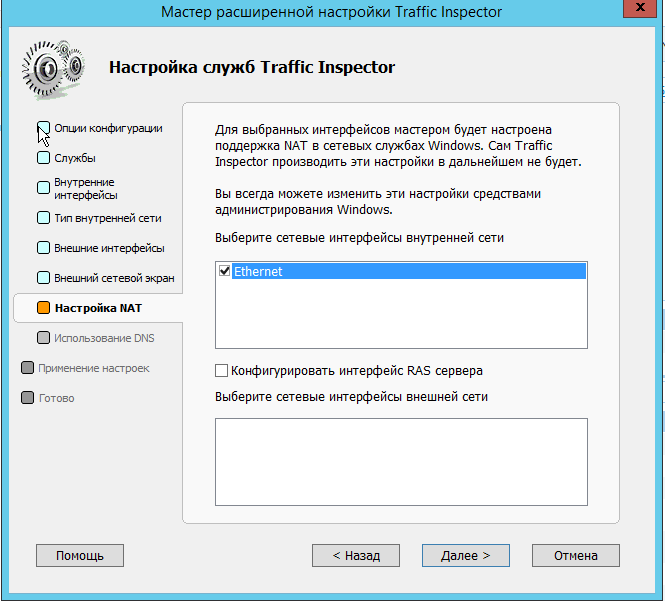 Мастер расширенной настройки Traffic Inspector
x
Настройка служб Traffic Inspector
Опции конфигурации
Службы
Внутренние
интерфейсы
Тип внутренней сети
Внешние интерфейсы
Внешний сетевой экран
Настройка NAT
Использование DNS
Применение настроек
Готово
Для выбранных интерфейсов мастером будет настроена
поддержка NAT в сетевых службах Windows. Сам Traffic
Inspector производить эти настройки в дальнейшем не будет.
Вы всегда можете изменить эти настройки средствами
администрирования Windows.
Выберите сетевые интерфейсы внутренней сети
Ethernet
Конфигурировать интерфейс RAS сервера
Выберите сетевые интерфейсы внешней сети
Помощь
< Назад
Далее >
Отмена